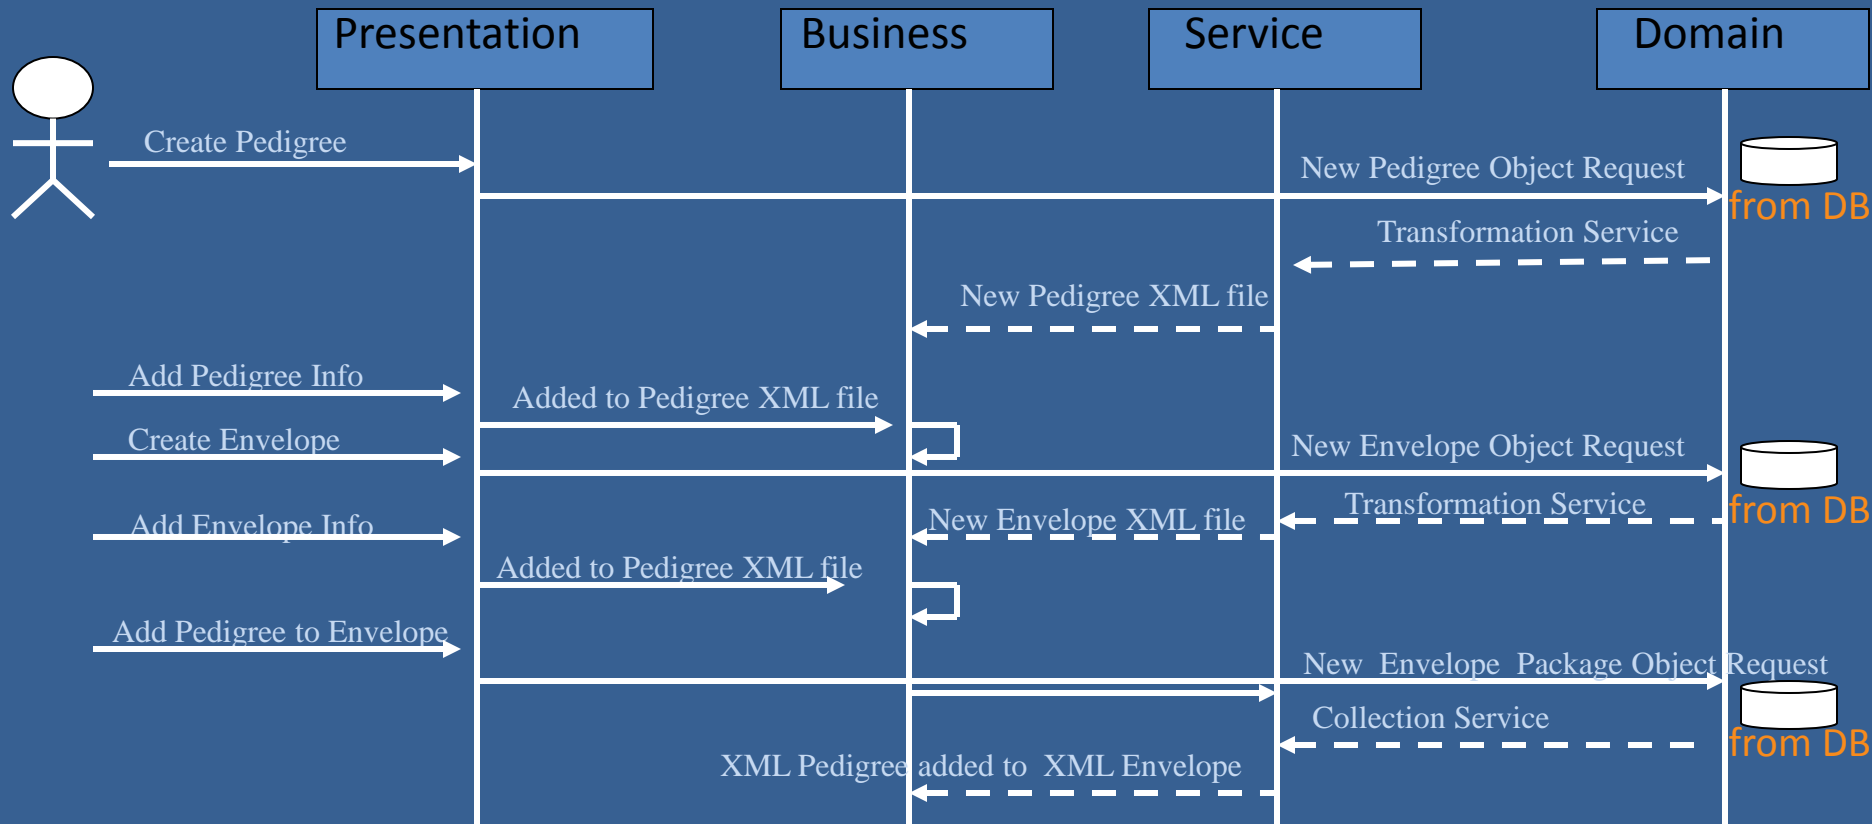 Presentation
Business
Service
Domain
Create Pedigree
New Pedigree Object Request
from DB
Transformation Service
New Pedigree XML file
Add Pedigree Info
Added to Pedigree XML file
Create Envelope
New Envelope Object Request
Transformation Service
from DB
Add Envelope Info
New Envelope XML file
Added to Pedigree XML file
Add Pedigree to Envelope
New Envelope Package Object Request
Collection Service
from DB
XML Pedigree added to XML Envelope